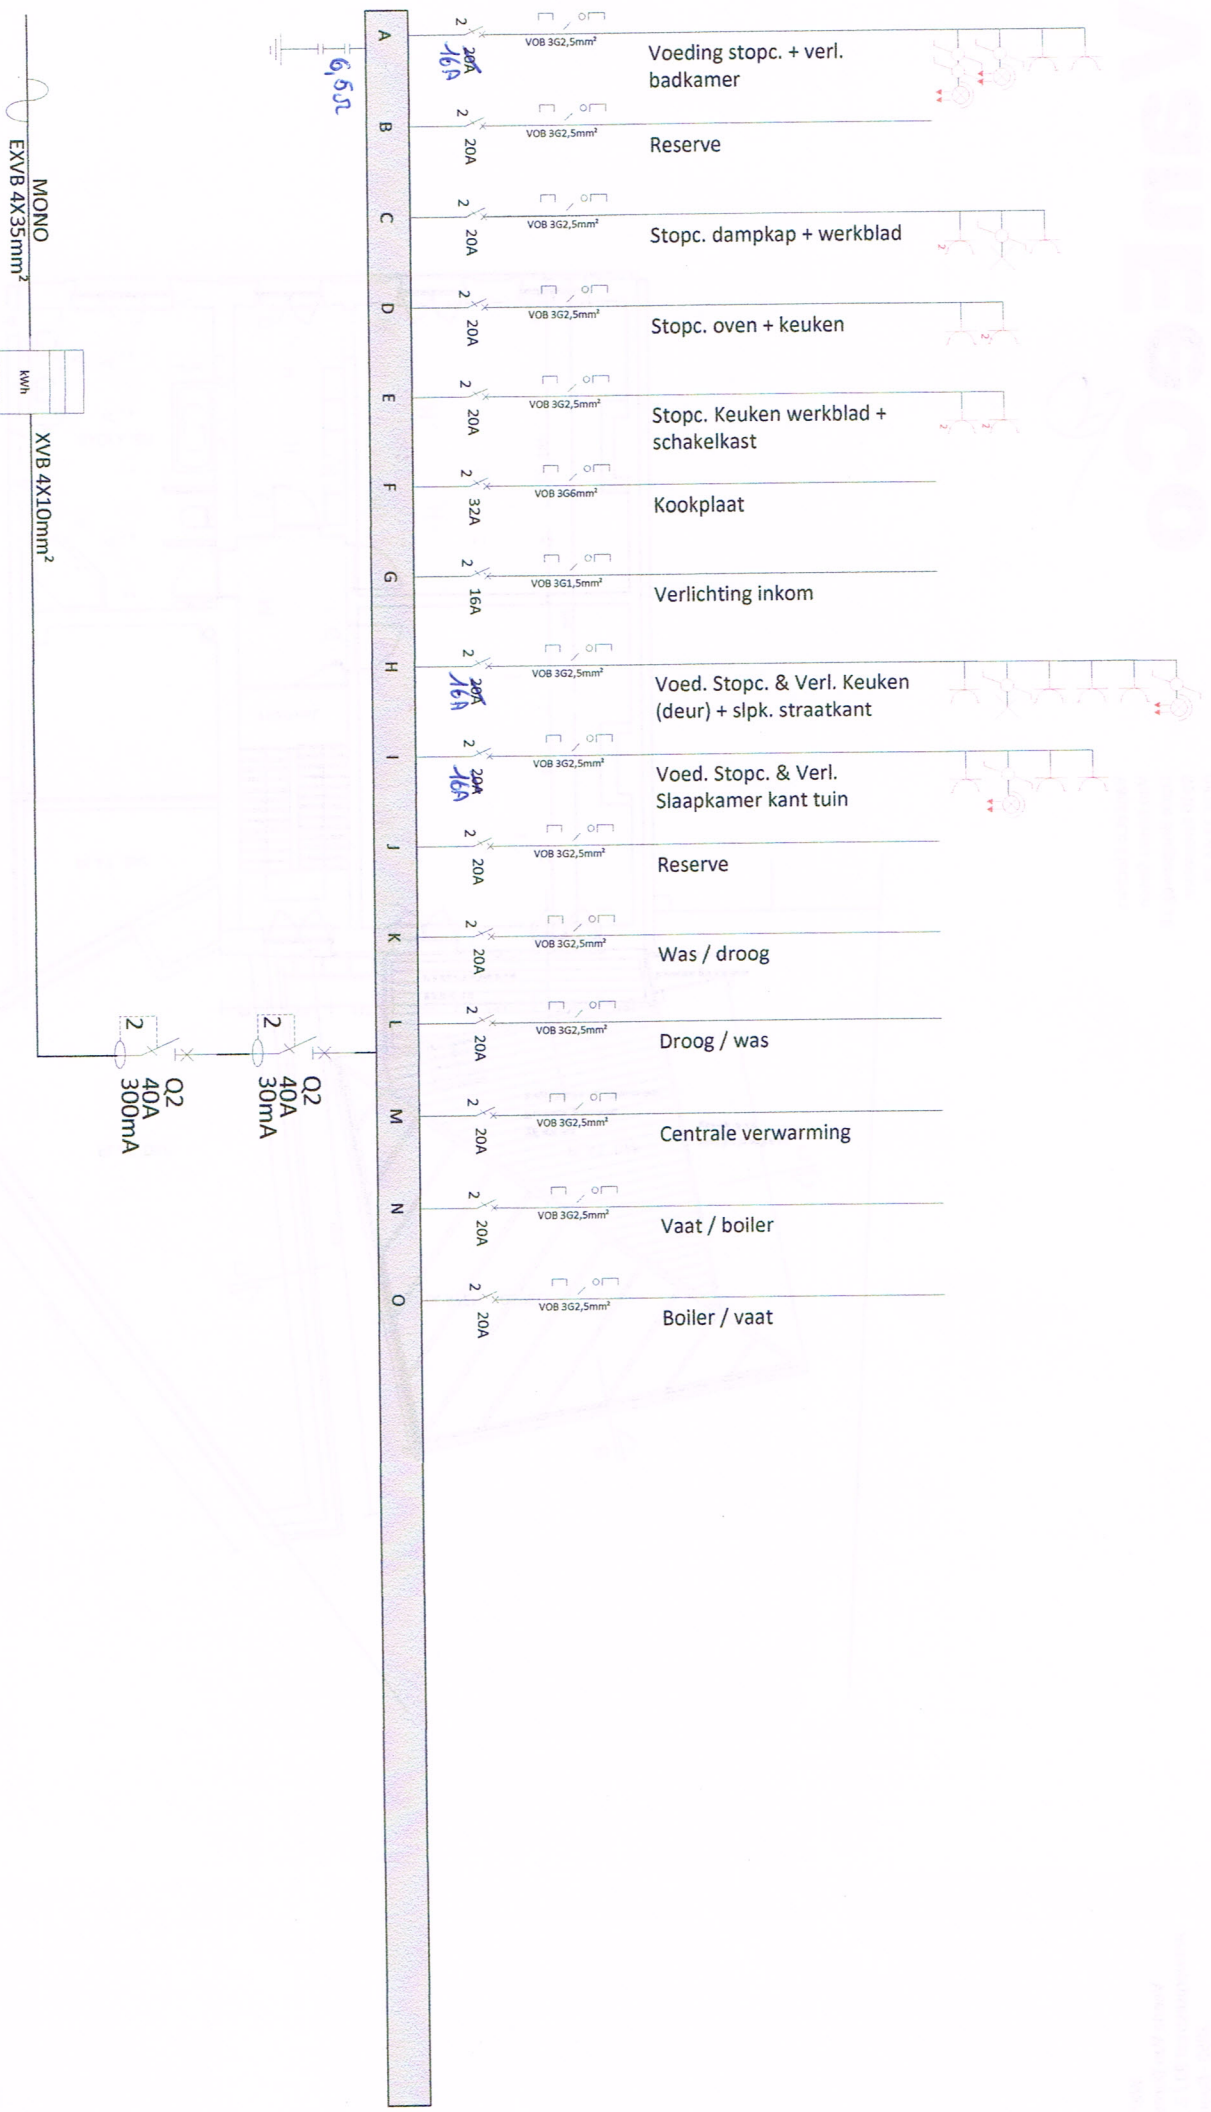 A
2
20A
16A
VOB 3G2,5mm²
Voeding stopc. + verl.
badkamer
6,5Ω
B
2
20A
VOB 3G2,5mm²
Reserve
C
2
20A
VOB 3G2,5mm²
Stopc. dampkap + werkblad
2
D
2
20A
VOB 3G2,5mm²
Stopc. oven + keuken
2
E
2
20A
VOB 3G2,5mm²
Stopc. Keuken werkblad +
schakelkast
2
2
F
2
32A
VOB 3G6mm²
Kookplaat
G
2
16A
VOB 3G1,5mm²
Verlichting inkom
H
2
20A
16A
VOB 3G2,5mm²
Voed. Stopc. & Verl. Keuken
(deur) + slpk. straatkant
I
2
20A
16A
VOB 3G2,5mm²
Voed. Stopc. & Verl.
Slaapkamer kant tuin
J
2
20A
VOB 3G2,5mm²
Reserve
K
2
20A
VOB 3G2,5mm²
Was / droog
L
2
20A
VOB 3G2,5mm²
Droog / was
M
2
20A
VOB 3G2,5mm²
Centrale verwarming
N
2
20A
VOB 3G2,5mm²
Vaat / boiler
O
2
20A
VOB 3G2,5mm²
Boiler / vaat
MONO
EXVB 4X35mm²
kWh
XVB 4X10mm²
2
Q2
40A
300mA
2
Q2
40A
30mA